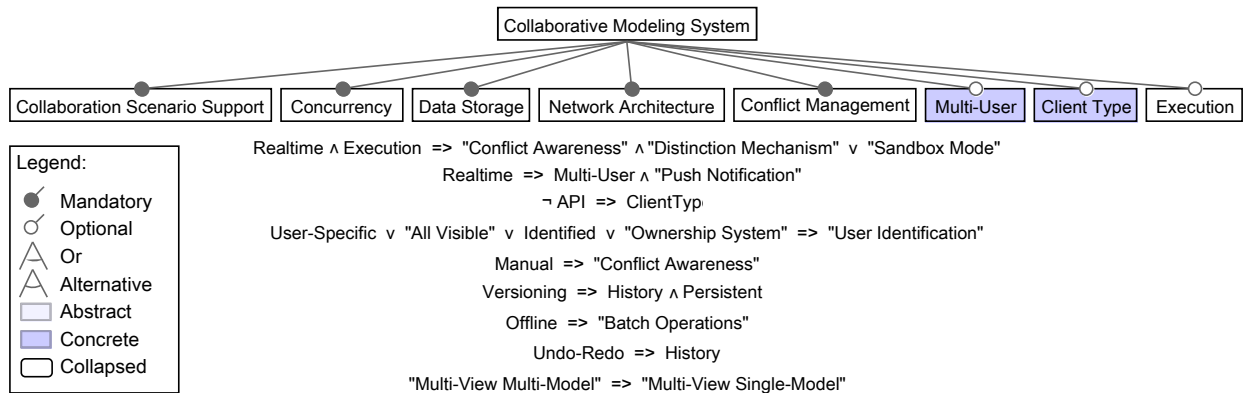 Collaborative Modeling System
Collaboration Scenario Support
Concurrency
Data Storage
Network Architecture
Conflict Management
Multi-User
Client Type
Execution
Legend:
Mandatory
Optional
Or
Alternative
Abstract
Concrete
Collapsed
Realtime ∧ Execution => "Conflict Awareness" ∧ "Distinction Mechanism" ∨ "Sandbox Mode"
Realtime => Multi-User ∧ "Push Notification"
¬ API => ClientTyp
User-Specific ∨ "All Visible" ∨ Identified ∨ "Ownership System" => "User Identification"
Manual => "Conflict Awareness"
Versioning => History ∧ Persistent
Offline => "Batch Operations"
Undo-Redo => History
"Multi-View Multi-Model" => "Multi-View Single-Model"